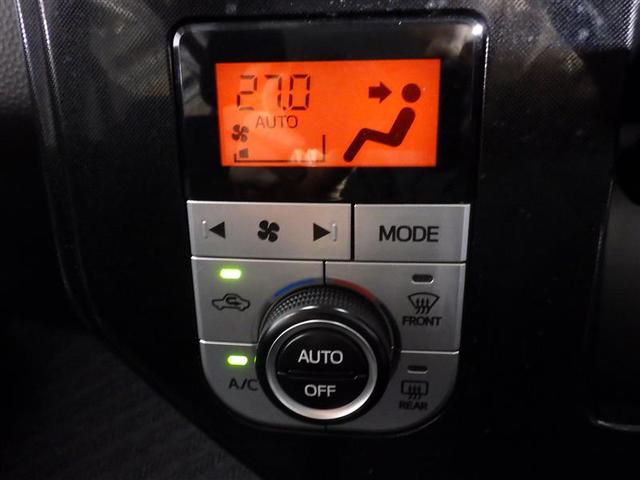 27.0
AUTO
MODE
FRONT
AUTO
A/C
OFF
REAR